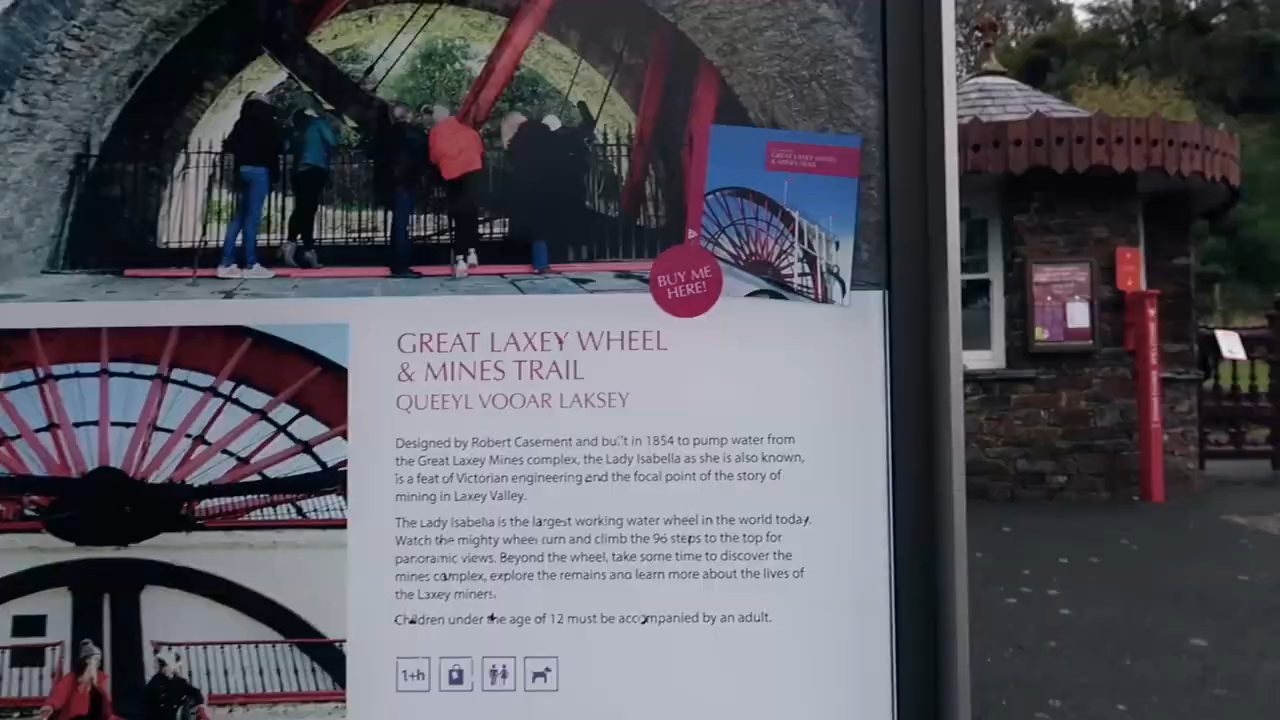 GREAT LAXEY WHEEL
& MINES TRAIL
BUY ME
HERE!
GREAT LAXEY WHEEL
& MINES TRAIL
QUEEYL VOOAR LAKSEY
Designed by Robert Casement and built in 1854 to pump water from
the Great Laxey Mines complex, the Lady Isabella as she is also known,
is a feat of Victorian engineering and the focal point of the story of
mining in Laxey Valley.
The Lady Isabella is the largest working water wheel in the world today.
Watch the mighty wheel turn and climb the 96 steps to the top for
panoramic views. Beyond the wheel, take some time to discover the
mines complex, explore the remains and learn more about the lives of
the Laxey miners.
Children under the age of 12 must be accompanied by an adult.
1+h